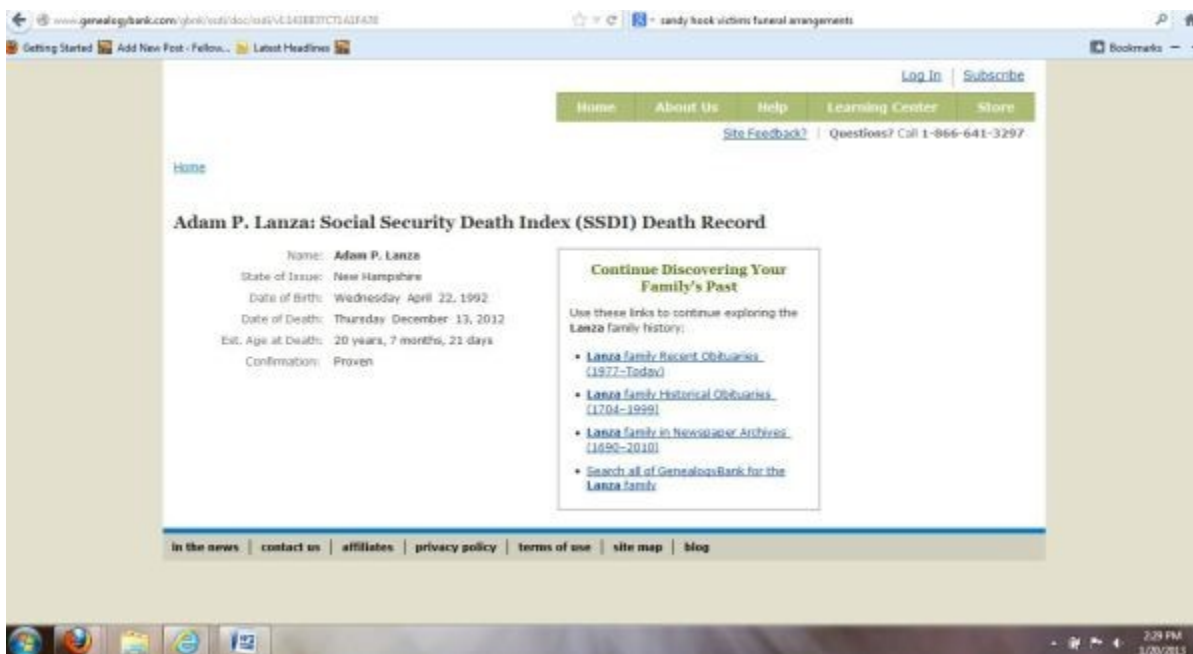 www.genealogybank.com
sandy hook victims funeral arrangements
Getting Started Add New Post - Fellow... Latest Headlines
Bookmarks
Log In | Subscribe
Home About Us Help Learning Center Store
Site Feedback? | Questions? Call 1-866-641-3297
Home
Adam P. Lanza: Social Security Death Index (SSDI) Death Record
Name: Adam P. Lanza
State of Issue: New Hampshire
Date of Birth: Wednesday April 22, 1992
Date of Death: Thursday December 13, 2012
Est. Age at Death: 20 years, 7 months, 21 days
Confirmation: Proven
Continue Discovering Your
Family's Past
Use these links to continue exploring the
Lanza family history:
• Lanza family Recent Obituaries
(1977-Today)
• Lanza family Historical Obituaries
(1704-1999)
• Lanza family in Newspaper Archives
(1690-2010)
• Search all of GenealogyBank for the
Lanza family
in the news | contact us | affiliates | privacy policy | terms of use | site map | blog
2:29 PM
1/20/2013